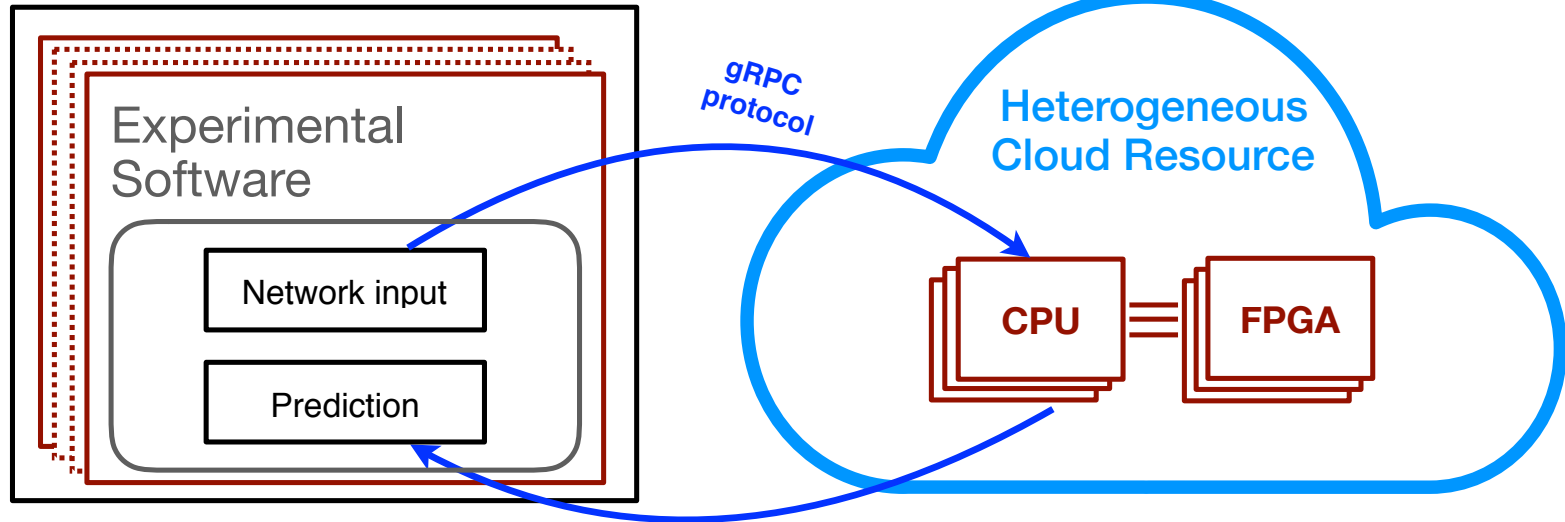 Experimental
Software
Network input
Prediction
gRPC
protocol
Heterogeneous
Cloud Resource
CPU
FPGA